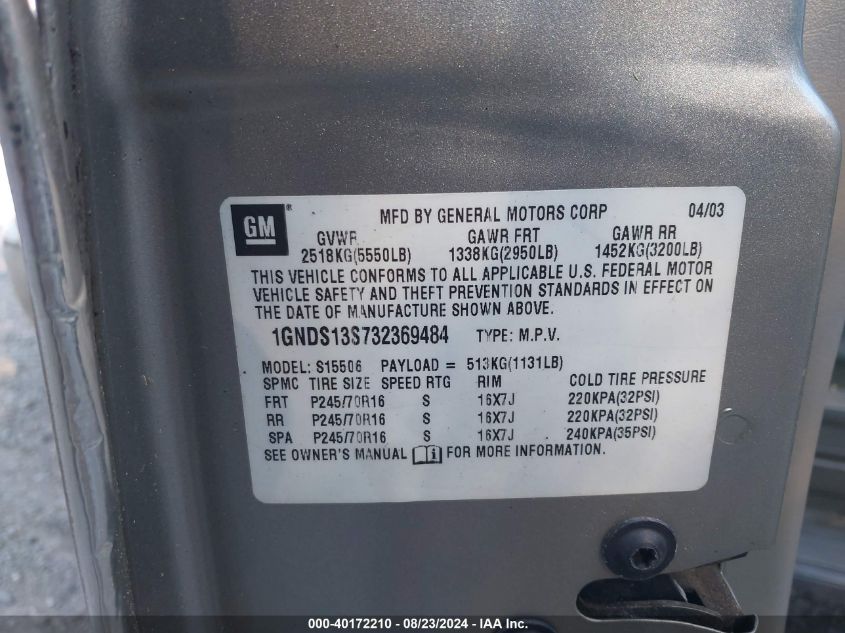 GM ® MFD BY GENERAL MOTORS CORP 04/03
GVWR GAWR FRT GAWR RR
2518KG(5550LB) 1338KG(2950LB) 1452KG(3200LB)
THIS VEHICLE CONFORMS TO ALL APPLICABLE U.S. FEDERAL MOTOR
VEHICLE SAFETY AND THEFT PREVENTION STANDARDS IN EFFECT ON
THE DATE OF MANUFACTURE SHOWN ABOVE.
1GNDS13S732369484 TYPE: M.P.V.
MODEL: S15506 PAYLOAD = 513KG(1131LB)
SPMC TIRE SIZE SPEED RTG RIM COLD TIRE PRESSURE
FRT P245/70R16 S 16X7J 220KPA(32PSI)
RR P245/70R16 S 16X7J 220KPA(32PSI)
SPA P245/70R16 S 16X7J 240KPA(35PSI)
SEE OWNER'S MANUAL FOR MORE INFORMATION.
000-40172210 - 08/23/2024 - IAA Inc.